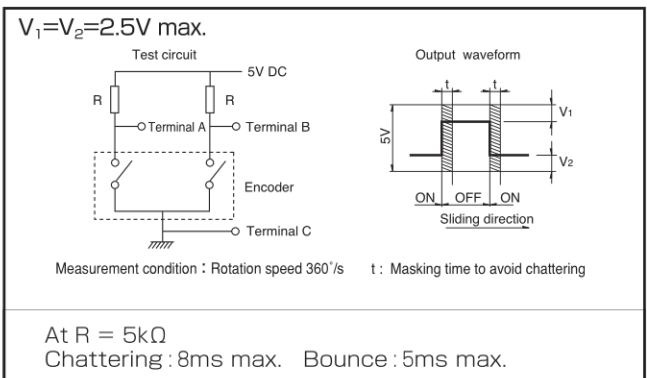 V₁=V₂=2.5V max.
Test circuit
Output waveform
5V DC
R
R
Terminal A
Terminal B
Encoder
Terminal C
t
t
V1
5V
V2
ON
OFF
ON
Sliding direction
Measurement condition : Rotation speed 360°/s
t : Masking time to avoid chattering
At R = 5kΩ
Chattering : 8ms max. Bounce : 5ms max.